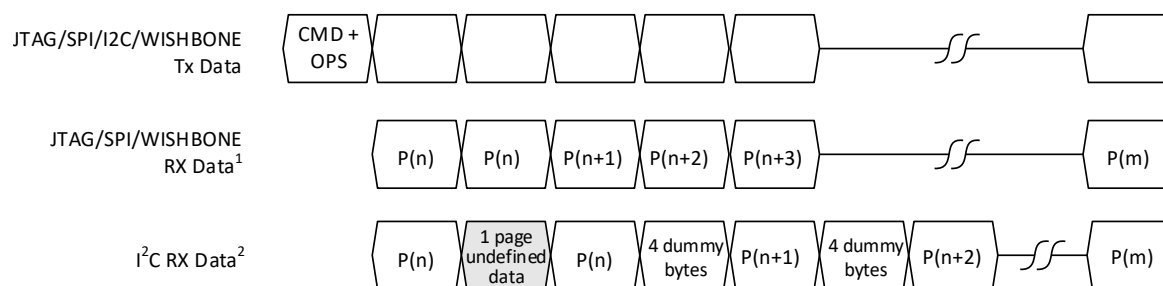 JTAG/SPI/I2C/WISHBONE
Tx Data
CMD +
OPS
JTAG/SPI/WISHBONE
RX Data1
P(n)
P(n)
P(n+1)
P(n+2)
P(n+3)
P(m)
I2C RX Data2
P(n)
1 page
undefined
data
P(n)
4 dummy
bytes
P(n+1)
4 dummy
bytes
P(n+2)
P(m)